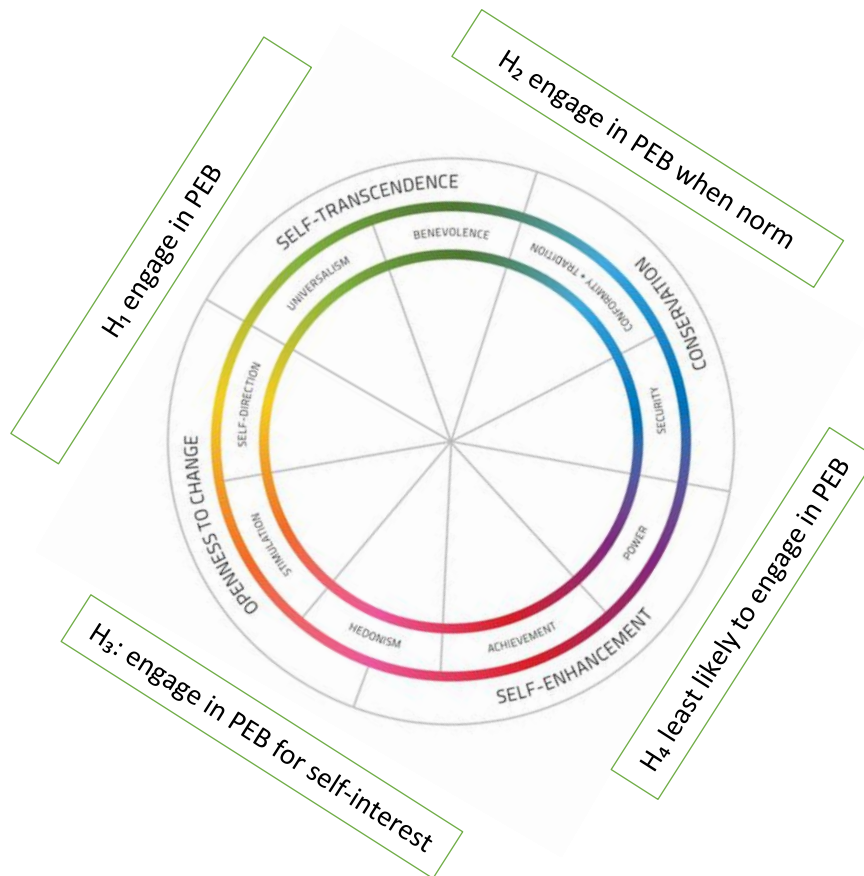 H₁ engage in PEB
H₂ engage in PEB when norm
SELF-TRANSCENDENCE
BENEVOLENCE
UNIVERSALISM
CONFORMITY • TRADITION
CONSERVATION
SECURITY
SELF-DIRECTION
OPENNESS TO CHANGE
STIMULATION
HEDONISM
ACHIEVEMENT
POWER
SELF-ENHANCEMENT
H₃: engage in PEB for self-interest
H₄ least likely to engage in PEB